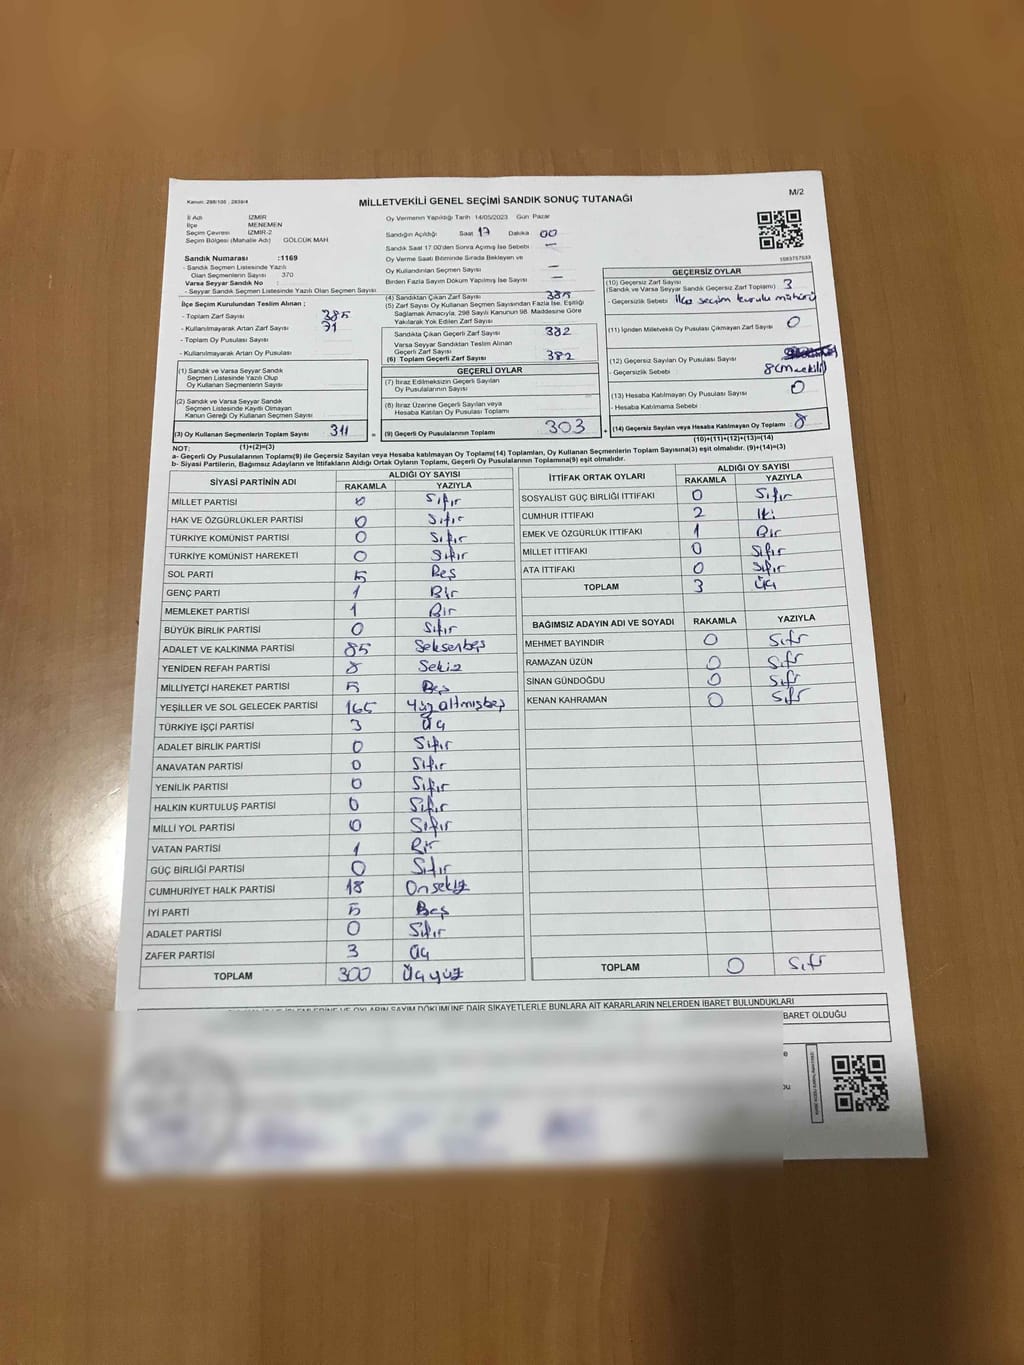 Kanun: 298/105 , 2839/4
MİLLETVEKİLİ GENEL SEÇİMİ SANDIK SONUÇ TUTANAĞI
M/2
İl Adı İZMİR
İlçe MENEMEN
Seçim Çevresi İZMİR-2
Seçim Bölgesi (Mahalle Adı) GÖLCÜK MAH.
Sandık Numarası :1169
- Sandık Seçmen Listesinde Yazılı
Olan Seçmenlerin Sayısı 370
Varsa Seyyar Sandık No :
- Seyyar Sandık Seçmen Listesinde Yazılı Olan Seçmen Sayısı
İlçe Seçim Kurulundan Teslim Alınan ;
- Toplam Zarf Sayısı 385
- Kullanılmayarak Artan Zarf Sayısı 71
- Toplam Oy Pusulası Sayısı
- Kullanılmayarak Artan Oy Pusulası
(1) Sandık ve Varsa Seyyar Sandık
Seçmen Listesinde Yazılı Olup
Oy Kullanan Seçmenlerin Sayısı
(2) Sandık ve Varsa Seyyar Sandık
Seçmen Listesinde Kayıtlı Olmayan
Kanun Gereği Oy Kullanan Seçmen Sayısı
(3) Oy Kullanan Seçmenlerin Toplam Sayısı 311 =
(1)+(2)=(3)
Oy Vermenin Yapıldığı Tarih 14/05/2023 Gün Pazar
Sandığın Açıldığı Saat 17 Dakika 00
Sandık Saat 17:00'den Sonra Açılmış İse Sebebi —
Oy Verme Saati Bitiminde Sırada Bekleyen ve
Oy Kullandırılan Seçmen Sayısı —
Birden Fazla Sayım Döküm Yapılmış İse Sayısı —
(4) Sandıktan Çıkan Zarf Sayısı 385
(5) Zarf Sayısı Oy Kullanan Seçmen Sayısından Fazla İse, Eşitliği
Sağlamak Amacıyla, 298 Sayılı Kanunun 98. Maddesine Göre
Yakılarak Yok Edilen Zarf Sayısı
Sandıkta Çıkan Geçerli Zarf Sayısı 382
Varsa Seyyar Sandıktan Teslim Alınan
Geçerli Zarf Sayısı
(6) Toplam Geçerli Zarf Sayısı 382
GEÇERLİ OYLAR
(7) İtiraz Edilmeksizin Geçerli Sayılan
Oy Pusulalarının Sayısı
(8) İtiraz Üzerine Geçerli Sayılan veya
Hesaba Katılan Oy Pusulası Toplamı
(9) Geçerli Oy Pusulalarının Toplamı 303 +
1083757633
GEÇERSİZ OYLAR
(10) Geçersiz Zarf Sayısı 3
(Sandık ve Varsa Seyyar Sandık Geçersiz Zarf Toplamı)
- Geçersizlik Sebebi İlçe seçim kurulu mühürü
(11) İçinden Milletvekili Oy Pusulası Çıkmayan Zarf Sayısı 0
(12) Geçersiz Sayılan Oy Pusulası Sayısı
- Geçersizlik Sebebi 8
(13) Hesaba Katılmayan Oy Pusulası Sayısı 0
- Hesaba Katılmama Sebebi
(14) Geçersiz Sayılan veya Hesaba Katılmayan Oy Toplamı 8
(10)+(11)+(12)+(13)=(14)
NOT:
a- Geçerli Oy Pusulalarının Toplamı(9) ile Geçersiz Sayılan veya Hesaba katılmayan Oy Toplamı(14) Toplamları, Oy Kullanan Seçmenlerin Toplam Sayısına(3) eşit olmalıdır. (9)+(14)=(3)
b- Siyasi Partilerin, Bağımsız Adayların ve İttifakların Aldığı Ortak Oyların Toplamı, Geçerli Oy Pusulalarının Toplamına(9) eşit olmalıdır.
SİYASİ PARTİNİN ADI ALDIĞI OY SAYISI
RAKAMLA YAZIYLA
MİLLET PARTİSİ 0 Sıfır
HAK VE ÖZGÜRLÜKLER PARTİSİ 0 Sıfır
TÜRKİYE KOMÜNİST PARTİSİ 0 Sıfır
TÜRKİYE KOMÜNİST HAREKETİ 0 Sıfır
SOL PARTİ 5 Beş
GENÇ PARTİ 1 Bir
MEMLEKET PARTİSİ 1 Bir
BÜYÜK BİRLİK PARTİSİ 0 Sıfır
ADALET VE KALKINMA PARTİSİ 85 Seksenbeş
YENİDEN REFAH PARTİSİ 8 Sekiz
MİLLİYETÇİ HAREKET PARTİSİ 5 Beş
YEŞİLLER VE SOL GELECEK PARTİSİ 165 Yüz altmışbeş
TÜRKİYE İŞÇİ PARTİSİ 3 Üç
ADALET BİRLİK PARTİSİ 0 Sıfır
ANAVATAN PARTİSİ 0 Sıfır
YENİLİK PARTİSİ 0 Sıfır
HALKIN KURTULUŞ PARTİSİ 0 Sıfır
MİLLİ YOL PARTİSİ 0 Sıfır
VATAN PARTİSİ 1 Bir
GÜÇ BİRLİĞİ PARTİSİ 0 Sıfır
CUMHURİYET HALK PARTİSİ 18 Onsekiz
İYİ PARTİ 5 Beş
ADALET PARTİSİ 0 Sıfır
ZAFER PARTİSİ 3 Üç
TOPLAM 300 Üçyüz
İTTİFAK ORTAK OYLARI ALDIĞI OY SAYISI
RAKAMLA YAZIYLA
SOSYALİST GÜÇ BİRLİĞİ İTTİFAKI 0 Sıfır
CUMHUR İTTİFAKI 2 İki
EMEK VE ÖZGÜRLÜK İTTİFAKI 1 Bir
MİLLET İTTİFAKI 0 Sıfır
ATA İTTİFAKI 0 Sıfır
TOPLAM 3 Üç
BAĞIMSIZ ADAYIN ADI VE SOYADI RAKAMLA YAZIYLA
MEHMET BAYINDIR 0 Sıfr
RAMAZAN ÜZÜN 0 Sıfr
SİNAN GÜNDOĞDU 0 Sıfr
KENAN KAHRAMAN 0 Sıfr
TOPLAM 0 Sıfr
İŞLEMLERİNE VE OYLARIN SAYIM DÖKÜMÜNE DAİR ŞİKAYETLERLE BUNLARA AİT KARARLARIN NELERDEN İBARET BULUNDUKLARI
İBARET OLDUĞU